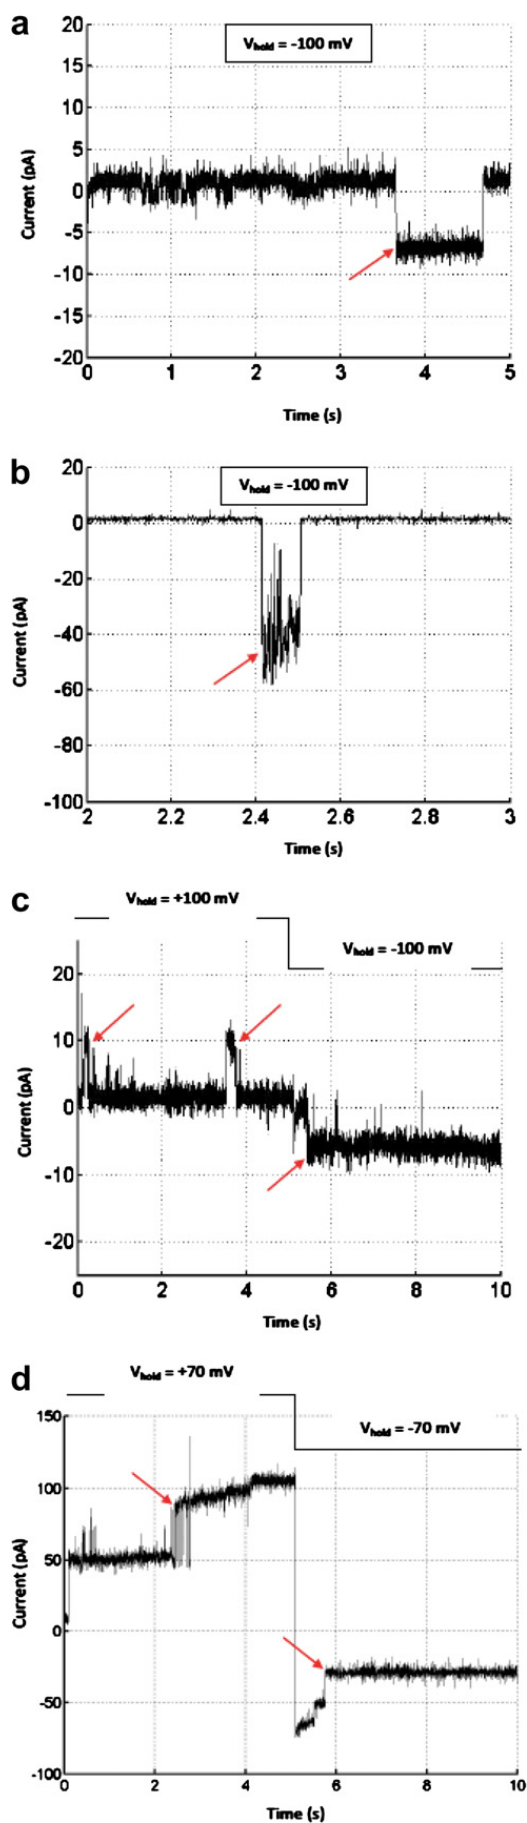 a
V_hold = -100 mV
20
15
10
5
0
-5
-10
-15
-20
0 1 2 3 4 5
Current (pA)
Time (s)
b
V_hold = -100 mV
20
0
-20
-40
-60
-80
-100
2 2.2 2.4 2.6 2.8 3
Current (pA)
Time (s)
c
V_hold = +100 mV
V_hold = -100 mV
20
10
0
-10
-20
0 2 4 6 8 10
Current (pA)
Time (s)
d
V_hold = +70 mV
V_hold = -70 mV
150
100
50
0
-50
-100
0 2 4 6 8 10
Current (pA)
Time (s)